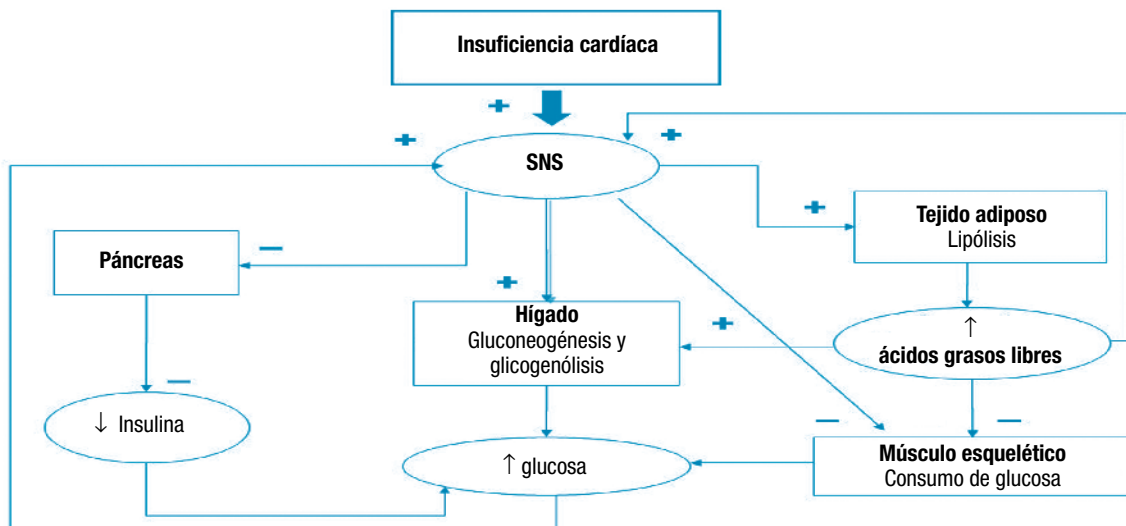 Insuficiencia cardíaca
+
+
SNS
+
Tejido adiposo
Lipólisis
+
Páncreas
−
+
Hígado
Gluconeogénesis y
glicogenólisis
+
↑
ácidos grasos libres
−
↓ Insulina
−
−
Músculo esquelético
Consumo de glucosa
↑ glucosa